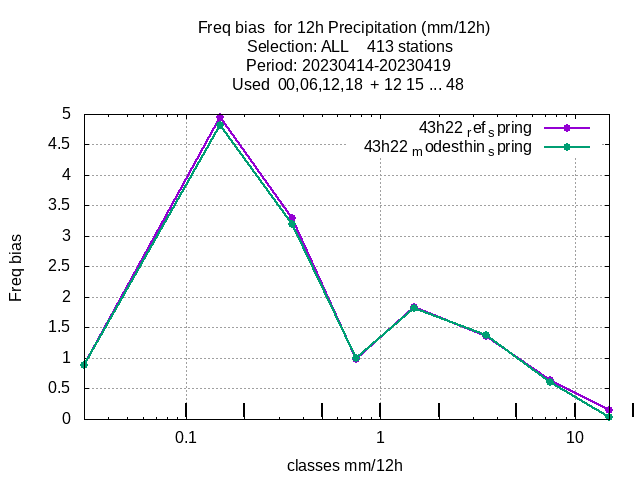 Freq bias  for 12h Precipitation (mm/12h)
Selection: ALL    413 stations
Period: 20230414-20230419
Used  00,06,12,18  + 12 15 ... 48
43h22 ref spring
43h22 modesthin spring
5
4.5
4
3.5
3
2.5
2
1.5
1
0.5
0
Freq bias
0.1 1 10
classes mm/12h